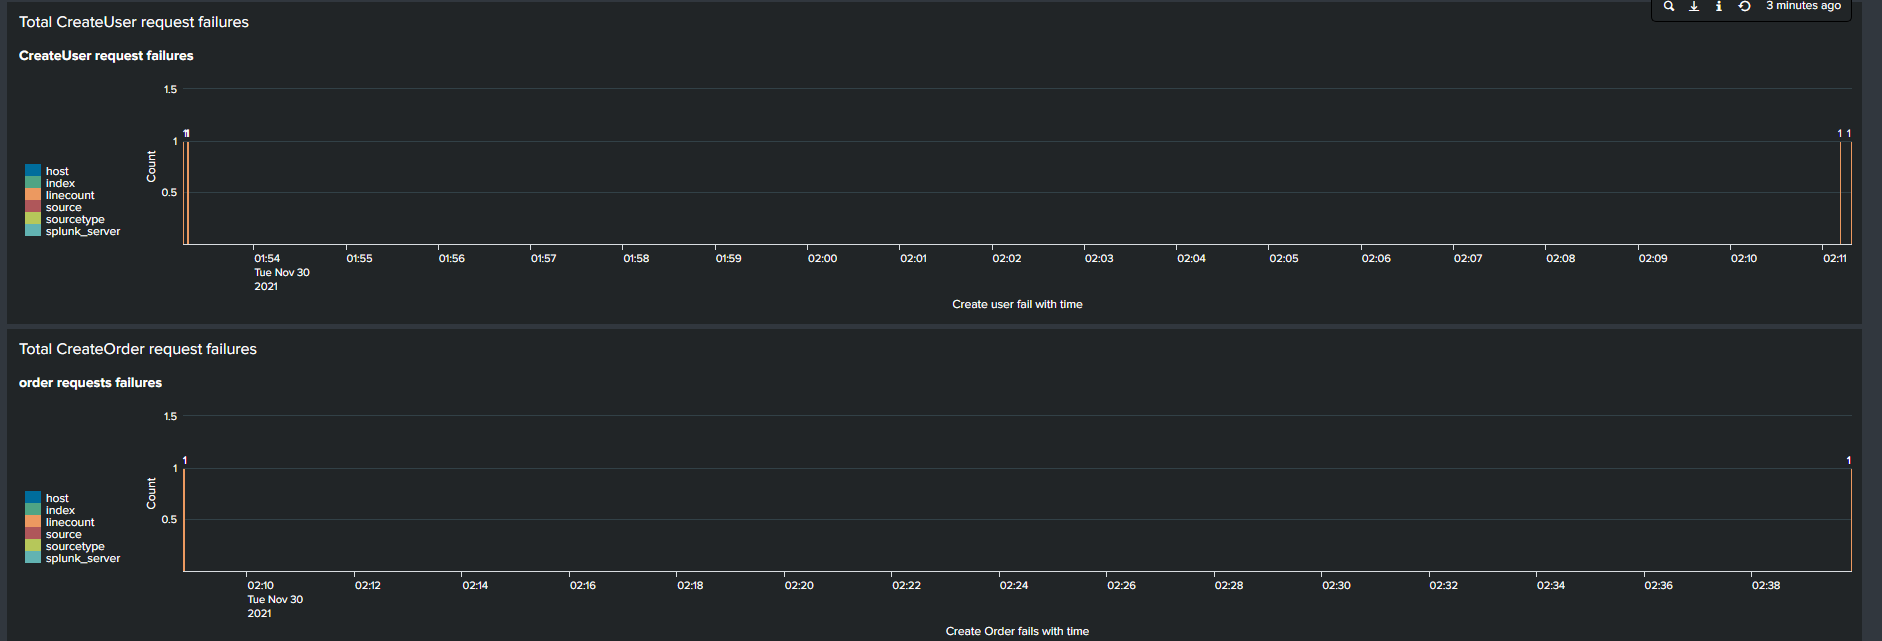 Total CreateUser request failures
3 minutes ago
CreateUser request failures
1.5
1
0.5
Count
11
1 1
host
index
linecount
source
sourcetype
splunk_server
01:54 01:55 01:56 01:57 01:58 01:59 02:00 02:01 02:02 02:03 02:04 02:05 02:06 02:07 02:08 02:09 02:10 02:11
Tue Nov 30
2021
Create user fail with time
Total CreateOrder request failures
order requests failures
1.5
1
0.5
Count
1
1
host
index
linecount
source
sourcetype
splunk_server
02:10 02:12 02:14 02:16 02:18 02:20 02:22 02:24 02:26 02:28 02:30 02:32 02:34 02:36 02:38
Tue Nov 30
2021
Create Order fails with time